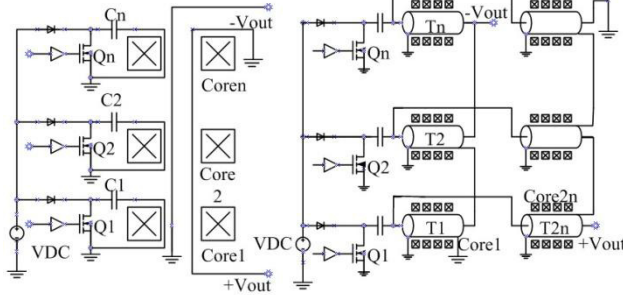 Cn
Qn
C2
Q2
C1
Q1
VDC
-Vout
Coren
Core
2
Core1
+Vout
Tn
-Vout
Qn
T2
Q2
Core2n
T1
T2n
VDC
Core1
+Vout
Q1